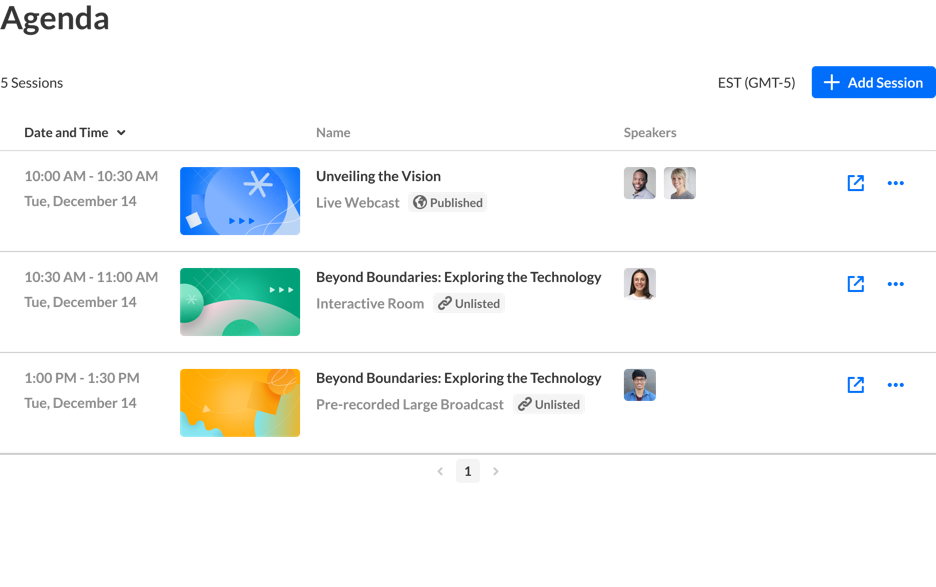 Agenda
5 Sessions
EST (GMT-5)
Add Session
Date and Time
Name
Speakers
10:00 AM - 10:30 AM
Tue, December 14
Unveiling the Vision
Live Webcast
Published
10:30 AM - 11:00 AM
Tue, December 14
Beyond Boundaries: Exploring the Technology
Interactive Room
Unlisted
1:00 PM - 1:30 PM
Tue, December 14
Beyond Boundaries: Exploring the Technology
Pre-recorded Large Broadcast
Unlisted
1